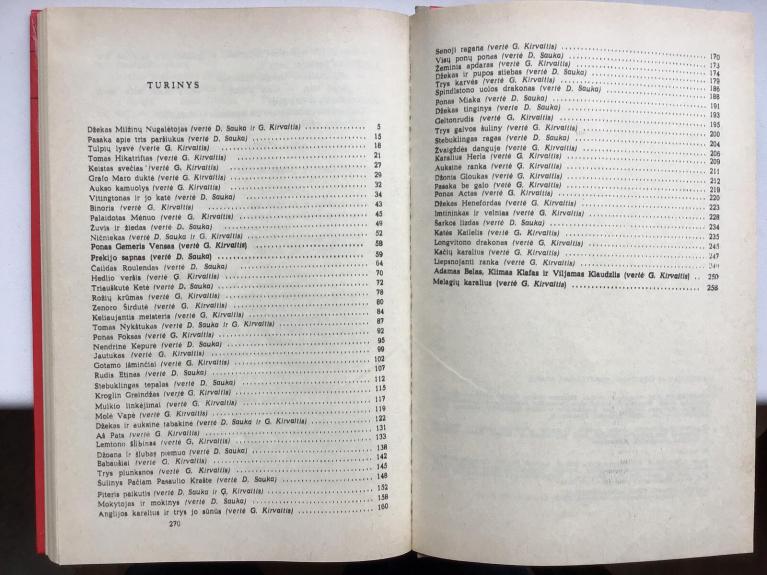 TURINYS
Džekas Milžinų Nugalėtojas (vertė D. Sauka ir G. Kirvaitis) 5
Pasaka apie tris paršiukus (vertė D. Sauka) 15
Tulpių lysvė (vertė G. Kirvaitis) 18
Tomas Hikatriftas (vertė G. Kirvaitis) 21
Keistas svečias (vertė G. Kirvaitis) 27
Grafo Maro duktė (vertė G. Kirvaitis) 29
Aukso kamuolys (vertė G. Kirvaitis) 32
Vitingtonas ir jo katė (vertė D. Sauka) 34
Binoris (vertė G. Kirvaitis) 43
Palaidotas Mėnuo (vertė G. Kirvaitis) 45
Žuvis ir žiedas (vertė D. Sauka) 49
Ničniekas (vertė D. Sauka ir G. Kirvaitis) 52
Ponas Gemeris Vensas (vertė G. Kirvaitis) 58
Prekijo sapnas (vertė D. Sauka) 59
Čaildas Roulendas (vertė D. Sauka) 64
Hedlio veršis (vertė G. Kirvaitis) 70
Triauškutė Ketė (vertė D. Sauka) 72
Rožių krūmas (vertė G. Kirvaitis) 78
Zenoro Širdutė (vertė G. Kirvaitis) 80
Keliaujantis meisteris (vertė G. Kirvaitis) 84
Tomas Nykštukas (vertė D. Sauka ir G. Kirvaitis) 87
Ponas Foksas (vertė G. Kirvaitis) 92
Nendrinė Kepurė (vertė D. Sauka) 95
Jautukas (vertė G. Kirvaitis) 99
Gotamo išminčiai (vertė G. Kirvaitis) 102
Rudis Etinas (vertė D. Sauka) 107
Stebuklingas tepalas (vertė D. Sauka) 112
Kroglin Greindžas (vertė G. Kirvaitis) 115
Muikio linkėjimai (vertė G. Kirvaitis) 117
Molė Vapė (vertė G. Kirvaitis) 119
Džekas ir auksinė tabakinė (vertė D. Sauka ir G. Kirvaitis) 122
Aš Pats (vertė G. Kirvaitis) 131
Lemtono šlibinas (vertė G. Kirvaitis) 133
Džoana ir šlubas piemuo (vertė D. Sauka) 138
Babaušiai (vertė G. Kirvaitis) 142
Trys plunksnos (vertė G. Kirvaitis) 145
Šulinys Pačiam Pasaulio Krašte (vertė D. Sauka) 148
Piteris paikutis (vertė D. Sauka ir G. Kirvaitis) 152
Mokytojas ir mokinys (vertė D. Sauka) 158
Anglijos karalius ir trys jo sūnūs (vertė G. Kirvaitis) 160
270
Senoji ragana (vertė G. Kirvaitis) 170
Visų ponų ponas (vertė D. Sauka) 173
Žeminis apdaras (vertė G. Kirvaitis) 174
Džekas ir pupos stiebas (vertė D. Sauka) 179
Trys karvės (vertė G. Kirvaitis) 186
Spindlstono uolos drakonas (vertė G. Kirvaitis) 188
Ponas Miaka (vertė G. Kirvaitis) 191
Džekas tinginys (vertė D. Sauka) 193
Geltonrudis (vertė G. Kirvaitis) 195
Trys galvos šuliny (vertė G. Kirvaitis) 200
Stebuklingas ragas (vertė D. Sauka) 204
Žvaigždės danguje (vertė G. Kirvaitis) 206
Karalius Herla (vertė G. Kirvaitis) 209
Auksinė ranka (vertė G. Kirvaitis) 211
Džonis Gloukas (vertė G. Kirvaitis) 212
Pasaka be galo (vertė G. Kirvaitis) 219
Ponas Actas (vertė G. Kirvaitis) 220
Džekas Henefordas (vertė G. Kirvaitis) 223
Imtininkas ir velnias (vertė G. Kirvaitis) 228
Šarkos lizdas (vertė D. Sauka) 234
Katės Kailelis (vertė G. Kirvaitis) 235
Longvitono drakonas (vertė G. Kirvaitis) 245
Kačių karalius (vertė G. Kirvaitis) 247
Liepsnojanti ranka (vertė G. Kirvaitis) 249
Adamas Belas, Klimas Klafas ir Viljamas Klaudzlis (vertė G. Kirvaitis) 250
Melagių karalius (vertė G. Kirvaitis) 258